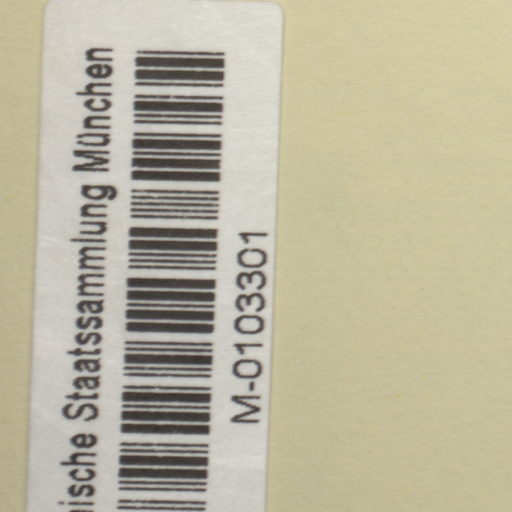 ische Staatssammlung München
M-0103301